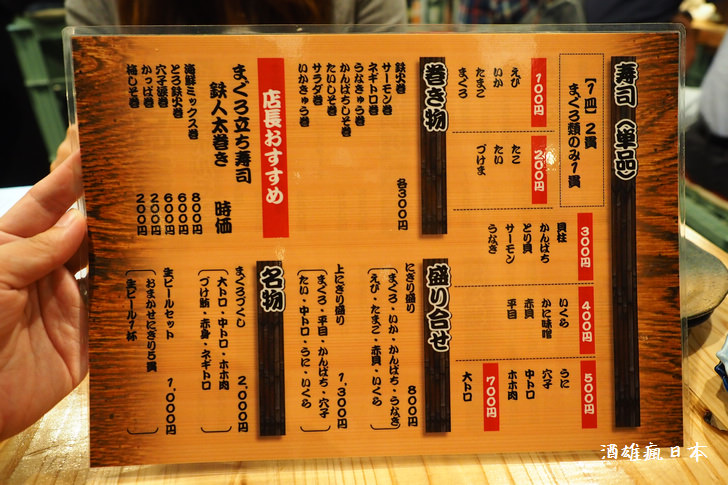 寿司(単品)
【1皿】2貫
まぐろ類のみ1貫
100円
えび
いか
たまご
まぐろ
200円
たこ
たい
づけま
300円
貝柱
かんぱち
とり貝
サーモン
うなぎ
400円
いくら
かに味噌
赤貝
平目
500円
うに
穴子
中トロ
ホホ肉
700円
大トロ
巻き物
鉄火巻
サーモン巻
ネギトロ巻
うなきゅう巻
かんぱちしそ巻
たいしそ巻
サラダ巻
いかきゅう巻
各300円
盛り合せ
にぎり盛り 800円
まぐろ・いか・かんぱち・うなぎ
えび・たまご・赤貝・いくら
上にぎり盛り 1,300円
まぐろ・平目・かんぱち・穴子
たい・中トロ・うに・いくら
店長おすすめ
まぐろ立ち寿司
鉄人太巻き 時価
海鮮ミックス巻 800円
とろ鉄火巻 600円
穴子涙巻 600円
かっぱ巻 200円
梅しそ巻 200円
名物
まぐろづくし 2,000円
大トロ・中トロ・ホホ肉
づけ鮪・赤身・ネギトロ
生ビールセット 1,000円
おまかせにぎり5貫
生ビール1杯
酒雄瘋日本